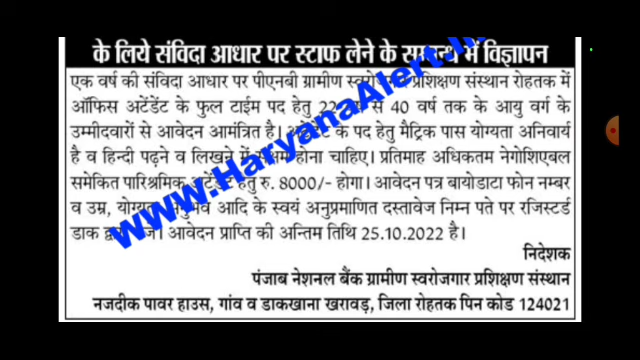 के लिये संविदा आधार पर स्टाफ लेने के सम्बन्ध में विज्ञापन
एक वर्ष की संविदा आधार पर पीएनबी ग्रामीण स्वरोजगार प्रशिक्षण संस्थान रोहतक में
ऑफिस अटेंडेंट के फुल टाईम पद हेतु 22 से 40 वर्ष तक के आयु वर्ग के
उम्मीदवारों से आवेदन आमंत्रित है। के पद हेतु मैट्रिक पास योग्यता अनिवार्य
है व हिन्दी पढ़ने व लिखने में होना चाहिए। प्रतिमाह अधिकतम नेगोशिएबल
समेकित पारिश्रमिक हेतु रु. 8000/- होगा। आवेदन पत्र बायोडाटा फोन नम्बर
व उम्र, आदि के स्वयं अनुप्रमाणित दस्तावेज निम्न पते पर रजिस्टर्ड
डाक आवेदन प्राप्ति की अन्तिम तिथि 25.10.2022 है।
निदेशक
पंजाब नेशनल बैंक ग्रामीण स्वरोजगार प्रशिक्षण संस्थान
नजदीक पावर हाउस, गांव व डाकखाना खरावड़, जिला रोहतक पिन कोड 124021
www.HaryanaAlert.in